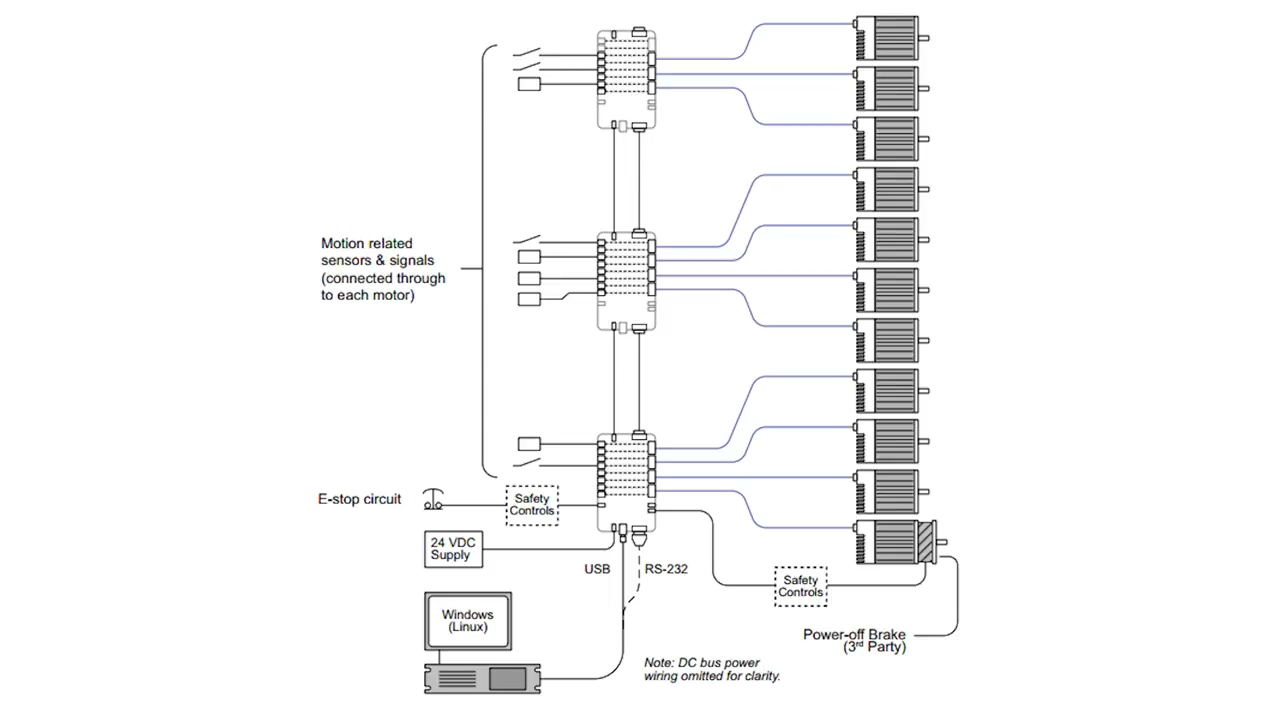 Motion related
sensors & signals
(connected through
to each motor)
E-stop circuit
Safety
Controls
24 VDC
Supply
USB
RS-232
Safety
Controls
Windows
(Linux)
Power-off Brake
(3rd Party)
Note: DC bus power
wiring omitted for clarity.